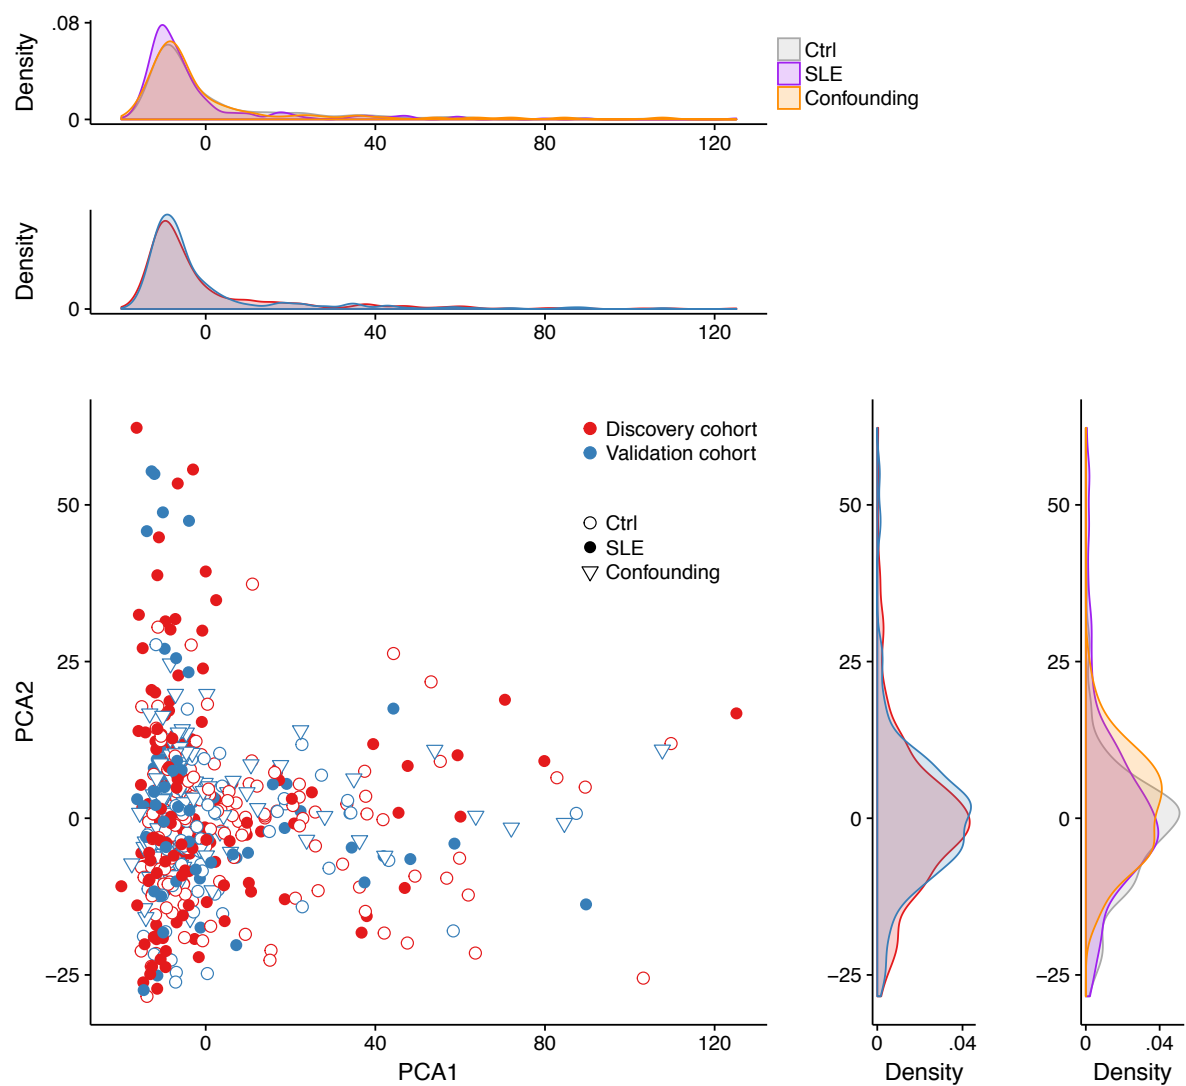 .08
Density
0
0 40 80 120
Ctrl
SLE
Confounding
Density
0
0 40 80 120
Discovery cohort
Validation cohort
Ctrl
SLE
Confounding
PCA2
50
25
0
−25
0 40 80 120
PCA1
50
25
0
−25
0 .04
Density
50
25
0
−25
0 .04
Density